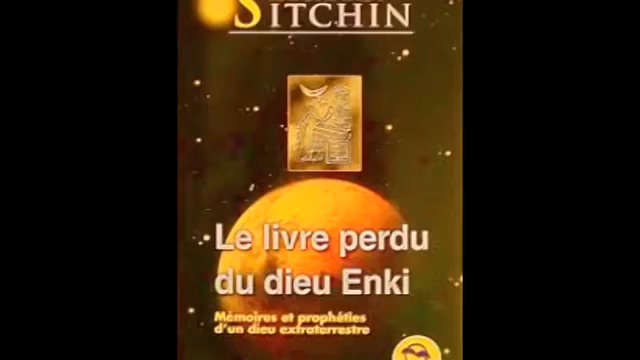 SITCHIN
Le livre perdu
du dieu Enki
Mémoires et prophéties
d'un dieu extraterrestre